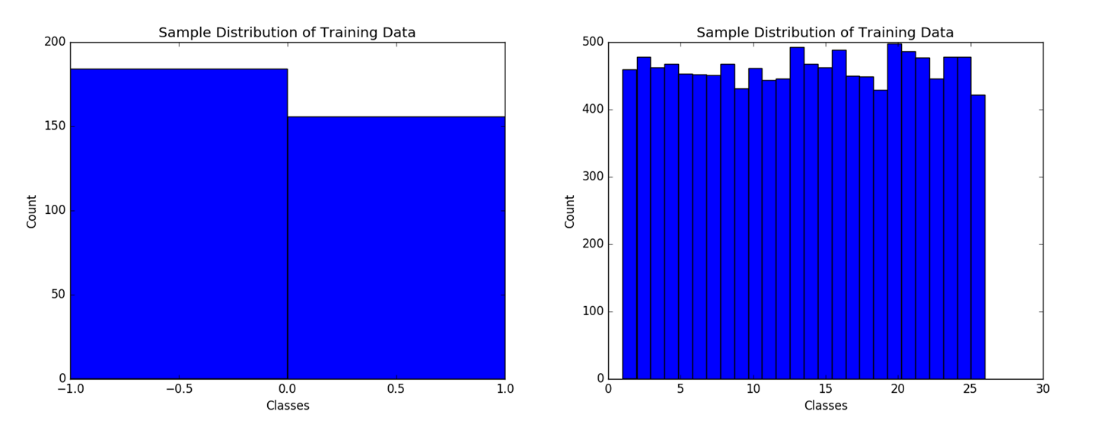 Sample Distribution of Training Data
200
150
100
50
0
Count
−1.0 −0.5 0.0 0.5 1.0
Classes
Sample Distribution of Training Data
500
400
300
200
100
0
Count
0 5 10 15 20 25 30
Classes